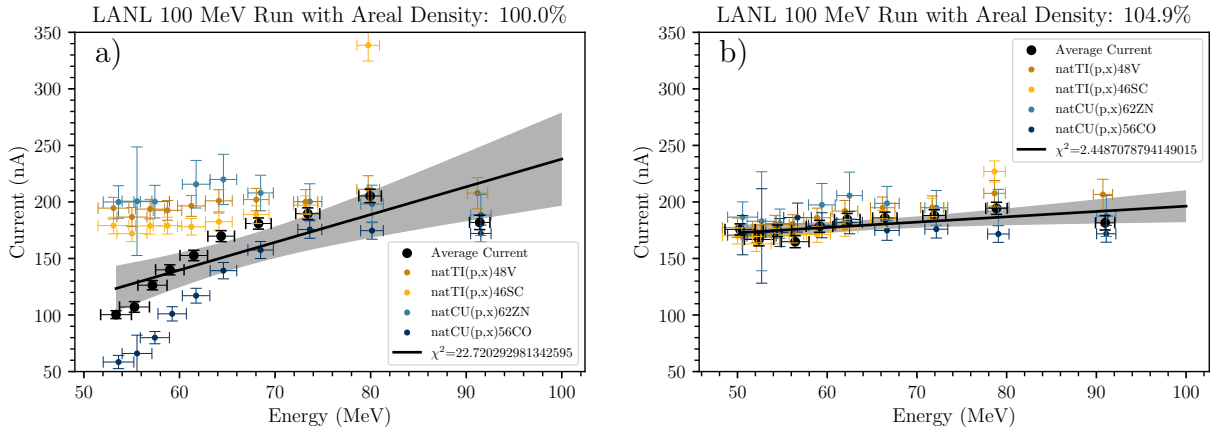 LANL 100 MeV Run with Areal Density: 100.0%
a)
350
300
250
200
150
100
50
Current (nA)
50
60
70
80
90
100
Energy (MeV)
Average Current
natTI(p,x)48V
natTI(p,x)46SC
natCU(p,x)62ZN
natCU(p,x)56CO
χ²=22.720292981342595
LANL 100 MeV Run with Areal Density: 104.9%
b)
350
300
250
200
150
100
50
Current (nA)
50
60
70
80
90
100
Energy (MeV)
Average Current
natTI(p,x)48V
natTI(p,x)46SC
natCU(p,x)62ZN
natCU(p,x)56CO
χ²=2.4487078794149015